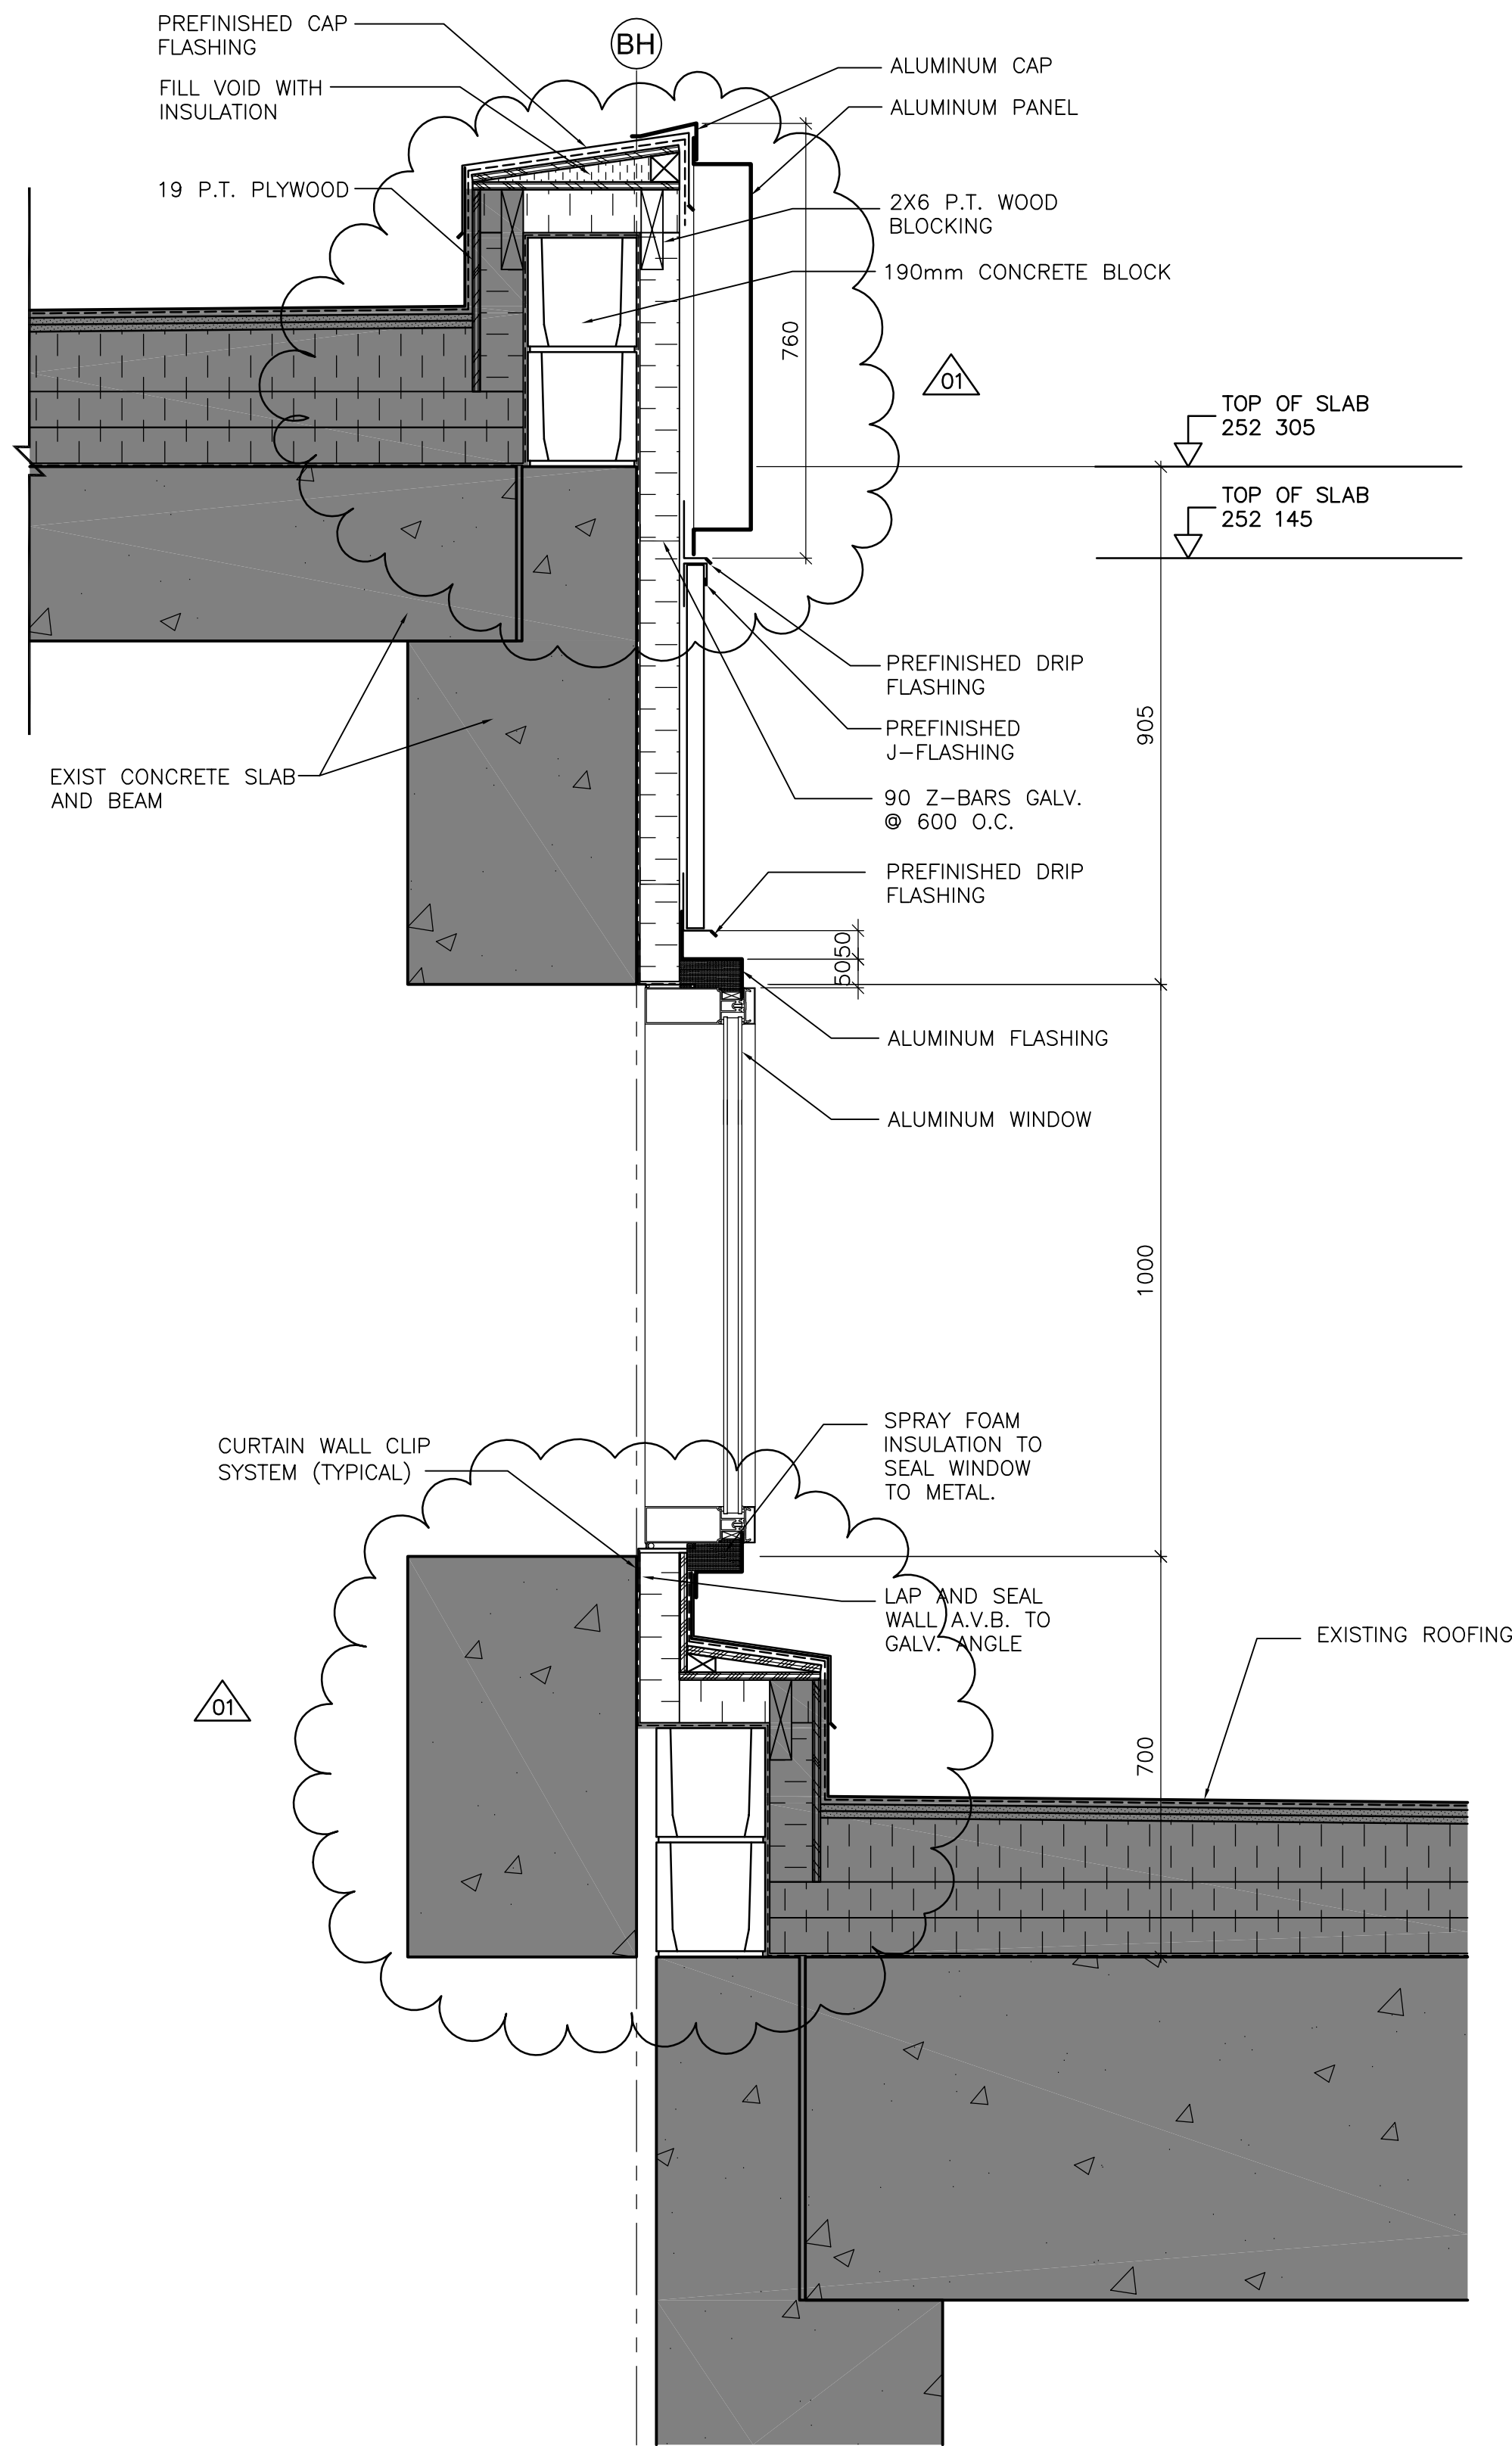 PREFINISHED CAP
FLASHING
BH
ALUMINUM CAP
FILL VOID WITH
INSULATION
ALUMINUM PANEL
19 P.T. PLYWOOD
2X6 P.T. WOOD
BLOCKING
190mm CONCRETE BLOCK
760
01
TOP OF SLAB
252 305
TOP OF SLAB
252 145
PREFINISHED DRIP
FLASHING
PREFINISHED
J-FLASHING
905
EXIST CONCRETE SLAB
AND BEAM
90 Z-BARS GALV.
@ 600 O.C.
PREFINISHED DRIP
FLASHING
50
50
ALUMINUM FLASHING
ALUMINUM WINDOW
1000
CURTAIN WALL CLIP
SYSTEM (TYPICAL)
SPRAY FOAM
INSULATION TO
SEAL WINDOW
TO METAL.
LAP AND SEAL
WALL A.V.B. TO
GALV. ANGLE
EXISTING ROOFING
01
700